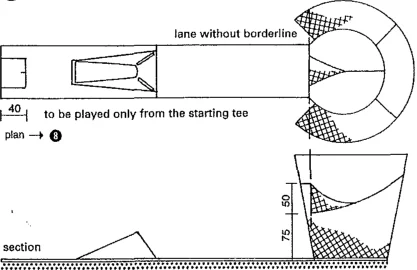 lane without borderline
40
to be played only from the starting tee
plan → 8
50
75
section